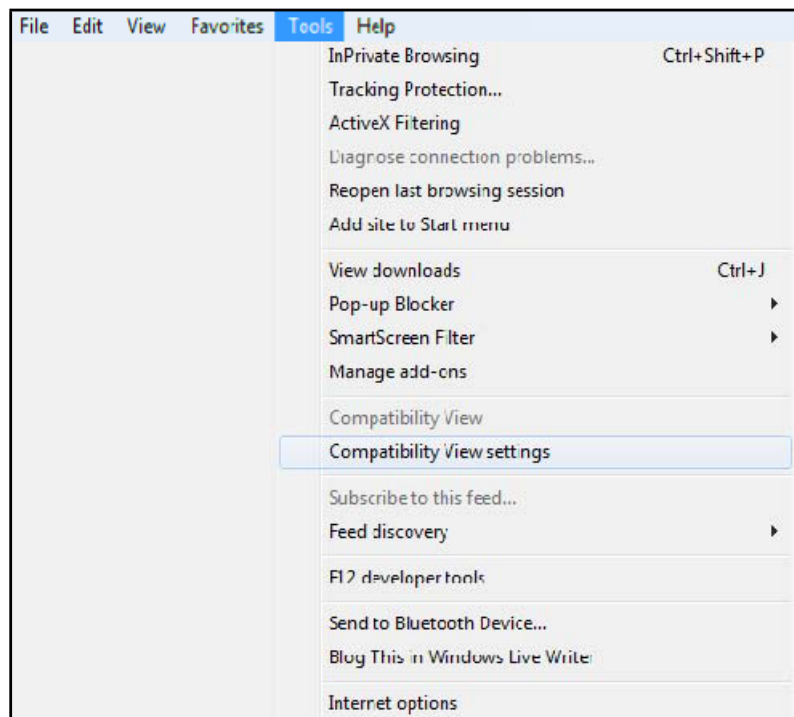 File Edit View Favorites Tools Help
InPrivate Browsing Ctrl+Shift+P
Tracking Protection...
ActiveX Filtering
Diagnose connection problems...
Reopen last browsing session
Add site to Start menu
View downloads Ctrl+J
Pop-up Blocker
SmartScreen Filter
Manage add-ons
Compatibility View
Compatibility View settings
Subscribe to this feed...
Feed discovery
F12 developer tools
Send to Bluetooth Device...
Blog This in Windows Live Writer
Internet options